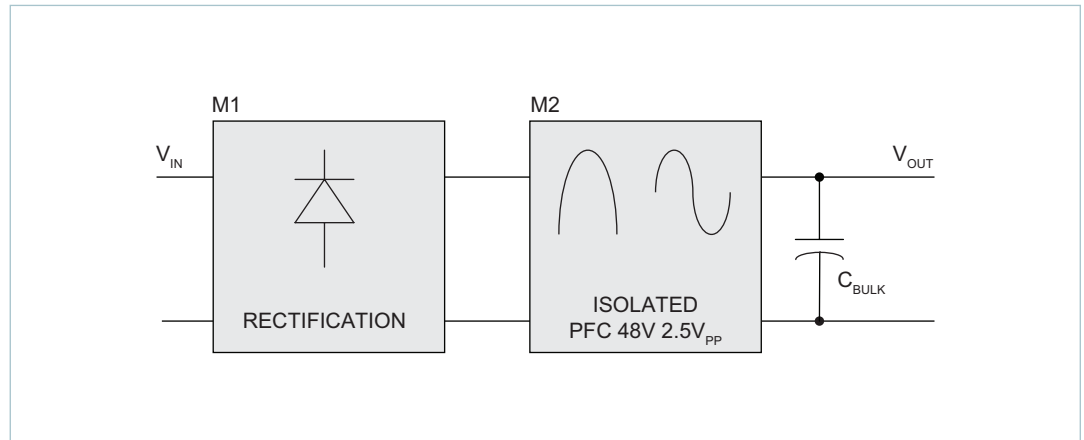 M1
M2
V_IN
V_OUT
C_BULK
RECTIFICATION
ISOLATED
PFC 48V 2.5V_PP